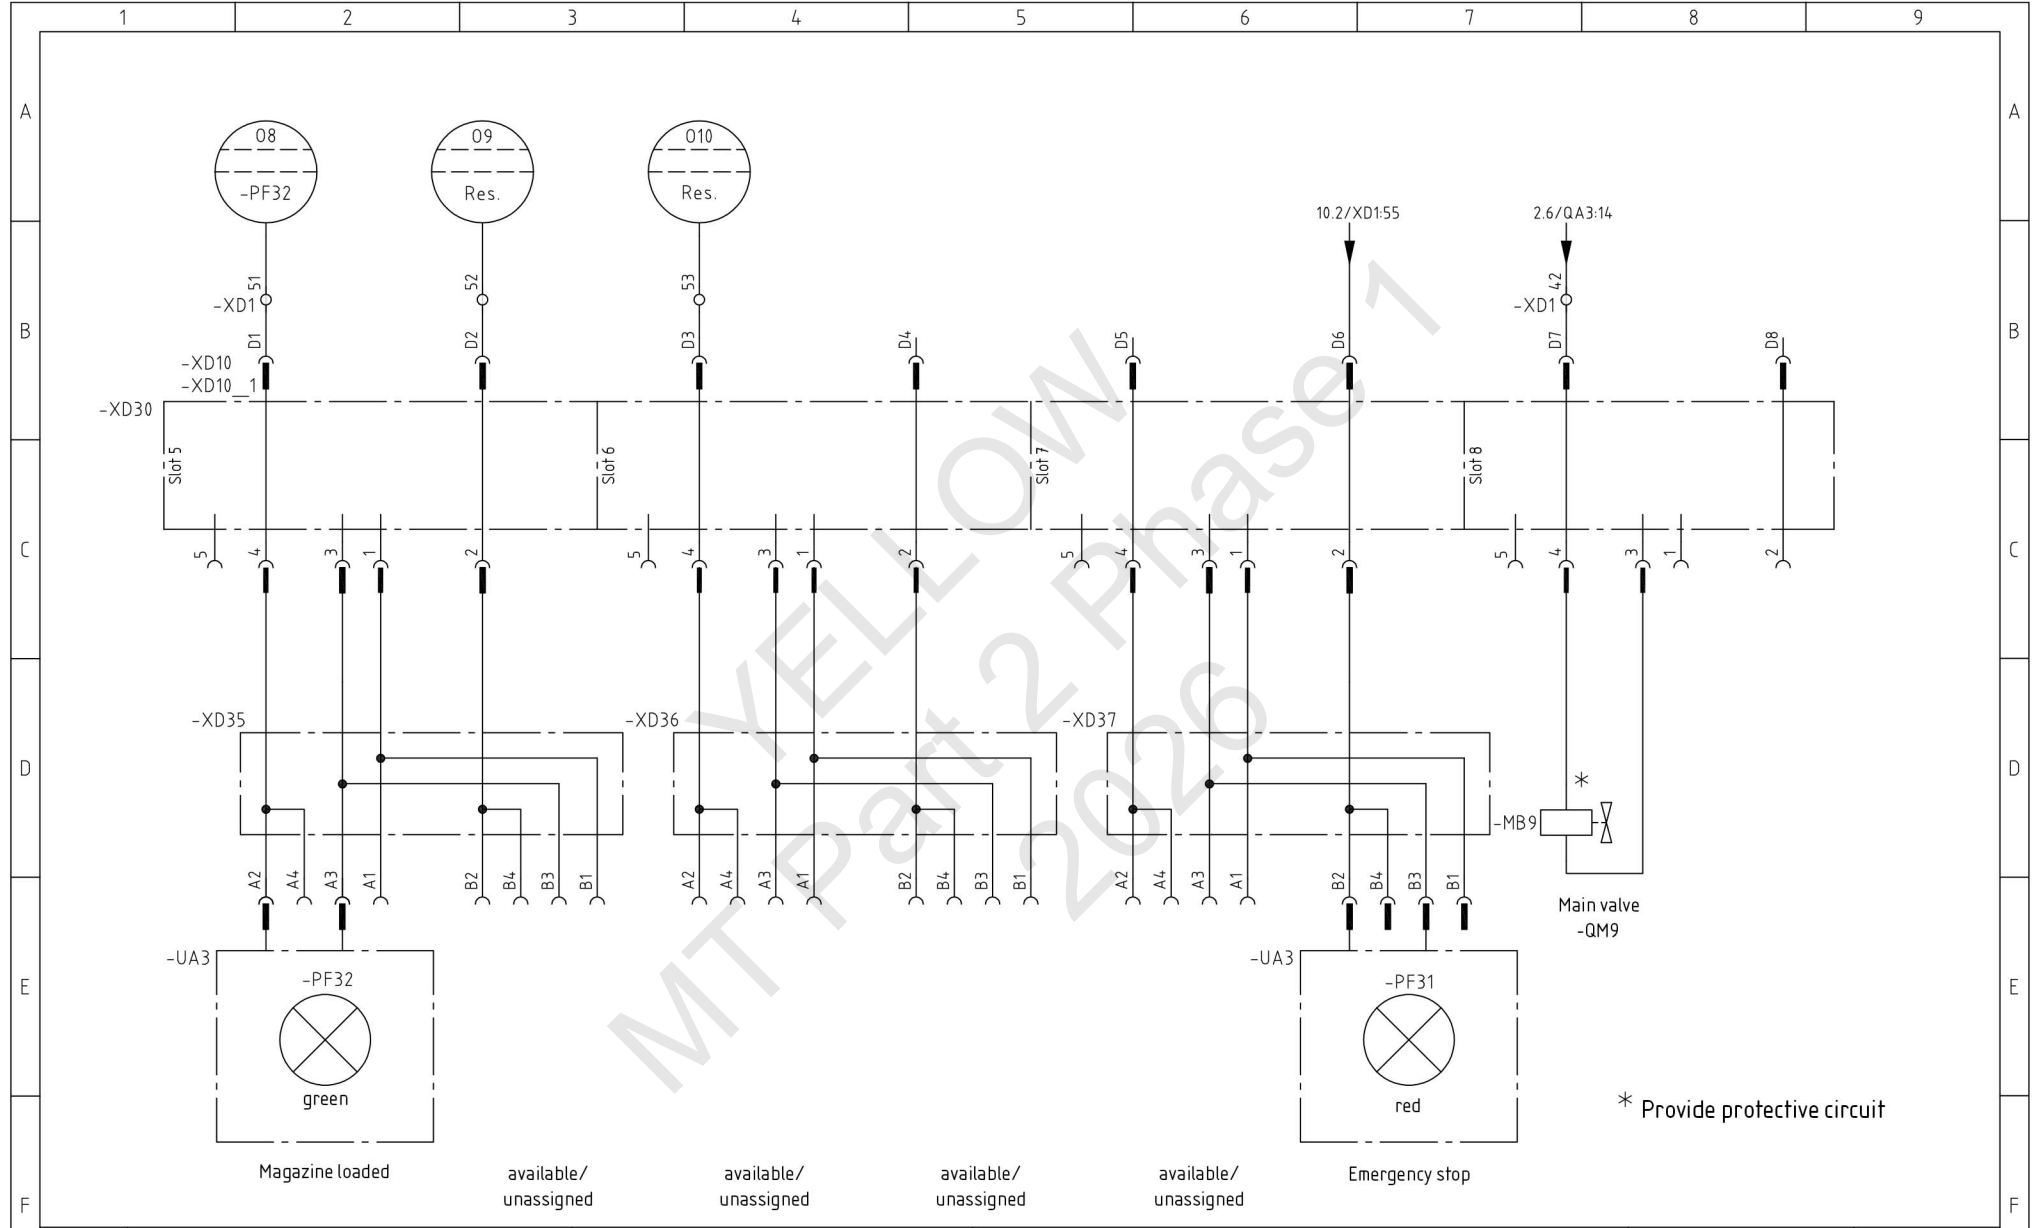 1 2 3 4 5 6 7 8 9
A A
O8 O9 O10
-PF32 Res. Res.
10.2/XD1:55 2.6/QA3:14
51 52 53 42
-XD1 -XD1
B B
D1 D2 D3 D4 D5 D6 D7 D8
-XD10
-XD10__1
-XD30
Slot 5 Slot 6 Slot 7 Slot 8
C C
5 4 3 1 2 5 4 3 1 2 5 4 3 1 2 5 4 3 1 2
-XD35 -XD36 -XD37
D D
*
-MB9
A2 A4 A3 A1 B2 B4 B3 B1 A2 A4 A3 A1 B2 B4 B3 B1 A2 A4 A3 A1 B2 B4 B3 B1
Main valve
-QM9
-UA3 -UA3
-PF32 -PF31
E E
green red
* Provide protective circuit
Magazine loaded
available/
unassigned
available/
unassigned
available/
unassigned
available/
unassigned
Emergency stop
F F
YELLOW
MT Part 2 Phase 1
2026